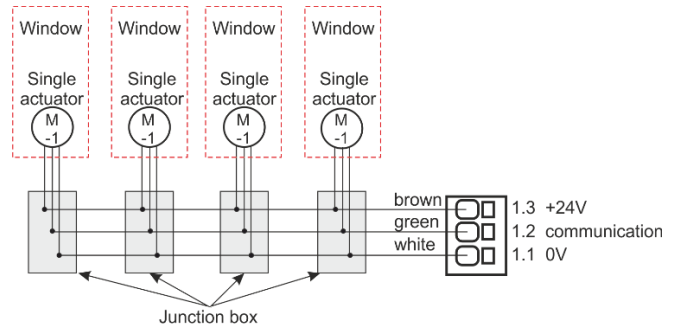 Window Window Window Window
Single Single Single Single
actuator actuator actuator actuator
M M M M
-1 -1 -1 -1
brown 1.3 +24V
green 1.2 communication
white 1.1 0V
Junction box